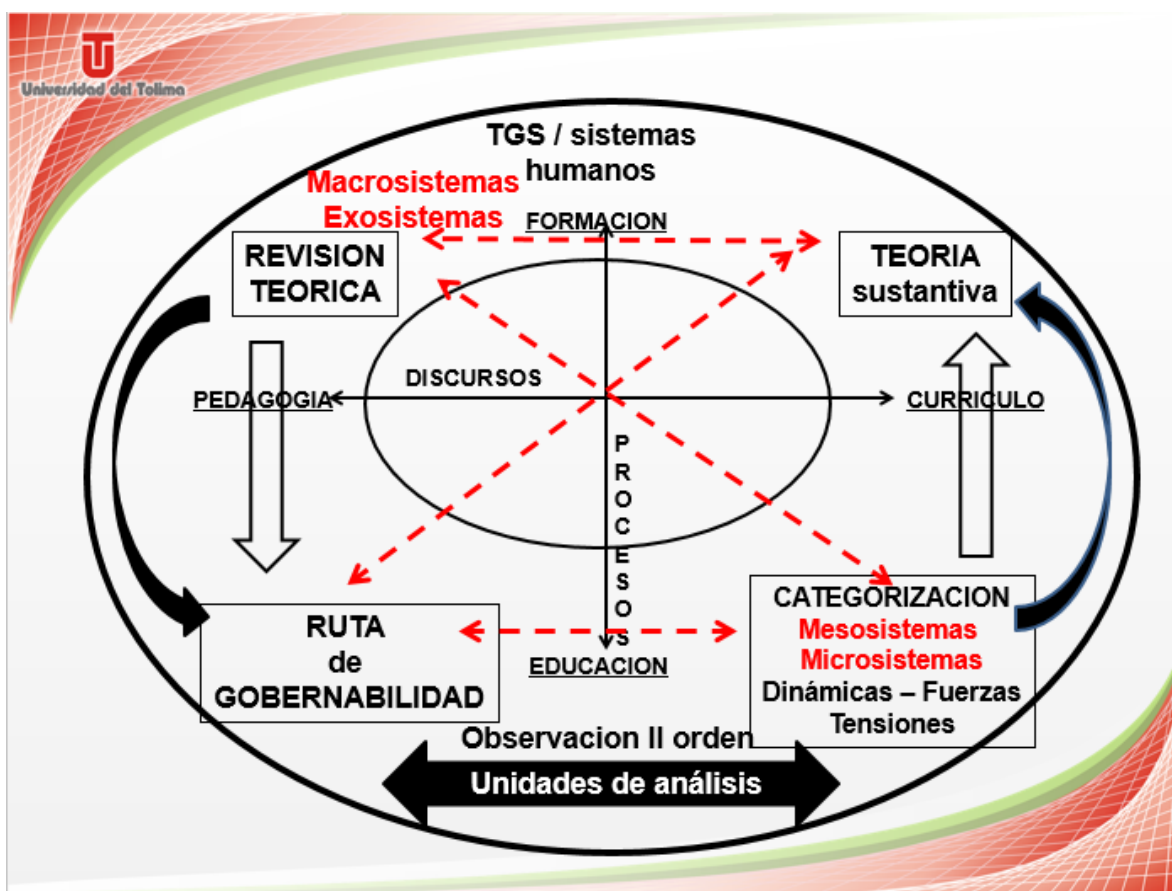 Universidad del Tolima
TGS / sistemas
humanos
Macrosistemas
Exosistemas
FORMACION
REVISION
TEORICA
TEORIA
sustantiva
DISCURSOS
PEDAGOGIA
CURRICULO
PROCESOS
RUTA
de
GOBERNABILIDAD
CATEGORIZACION
Mesosistemas
Microsistemas
Dinámicas – Fuerzas
Tensiones
EDUCACION
Observacion II orden
Unidades de análisis